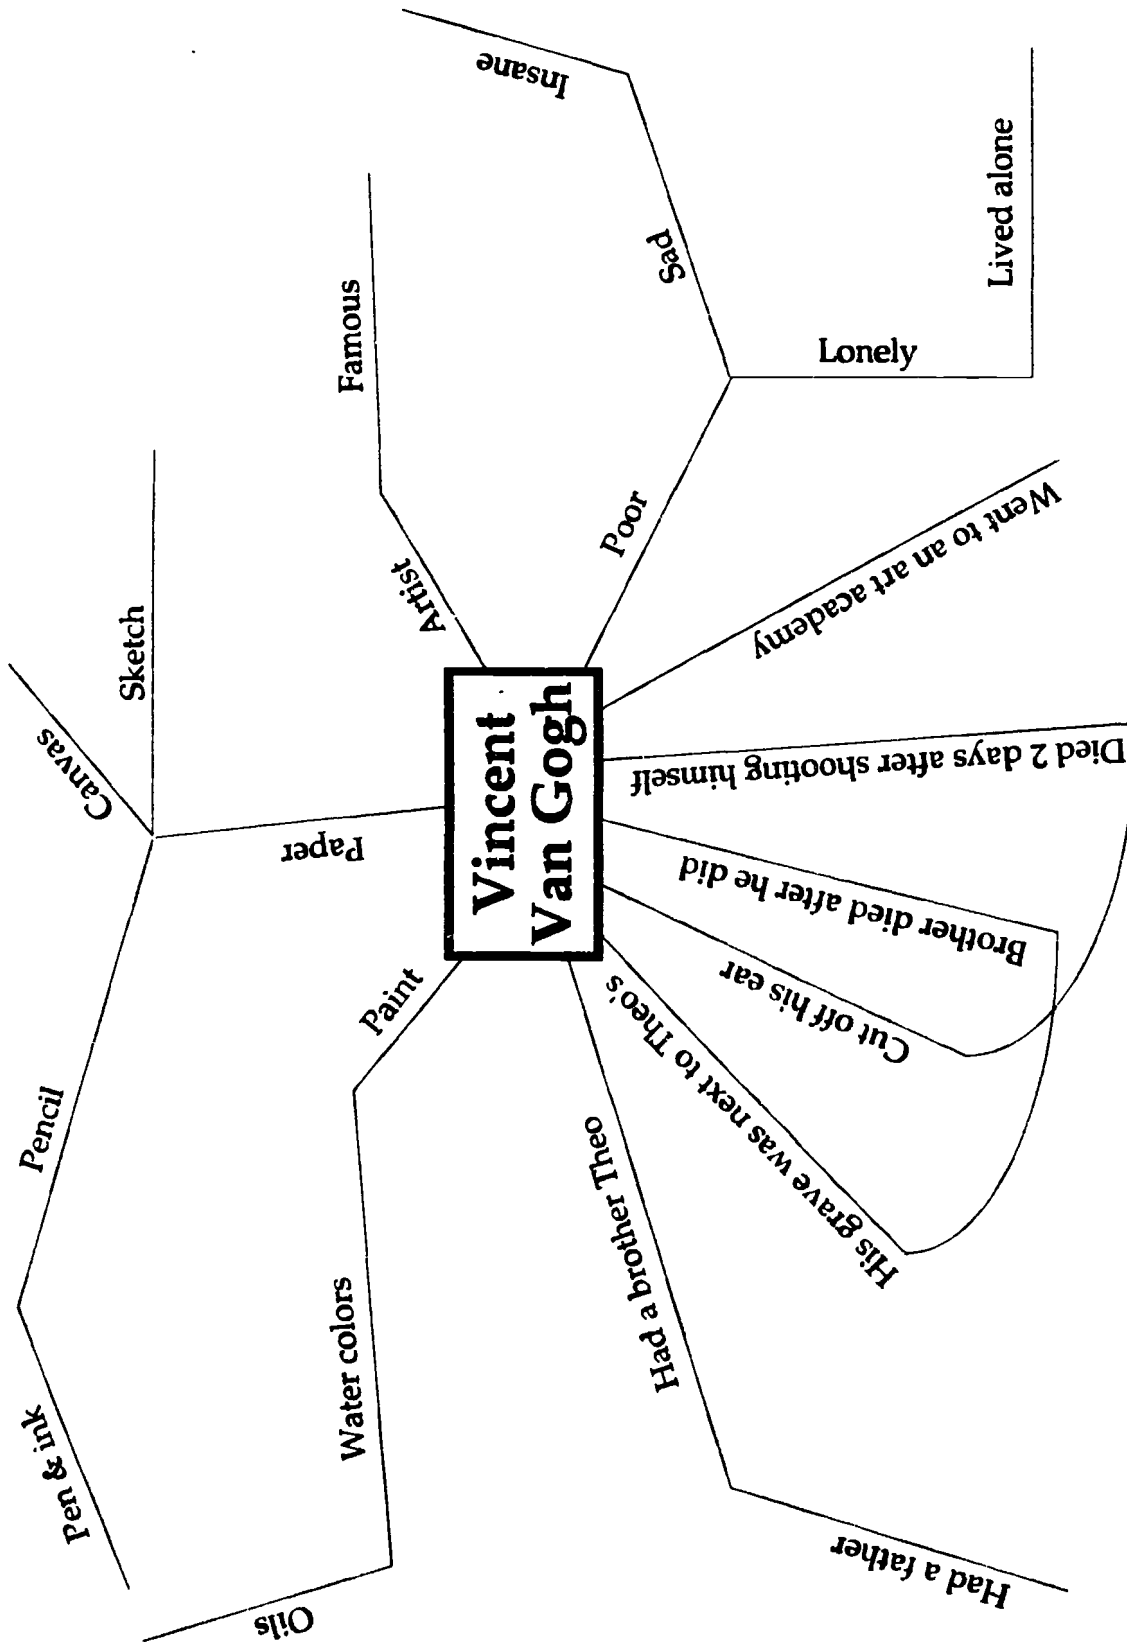 Vincent
Van Gogh
Paint
Water colors
Oils
Paper
Pencil
Pen & ink
Canvas
Sketch
Artist
Famous
Poor
Sad
Insane
Lonely
Lived alone
Went to an art academy
Died 2 days after shooting himself
Brother died after he did
Cut off his ear
His grave was next to Theo's
Had a brother Theo
Had a father